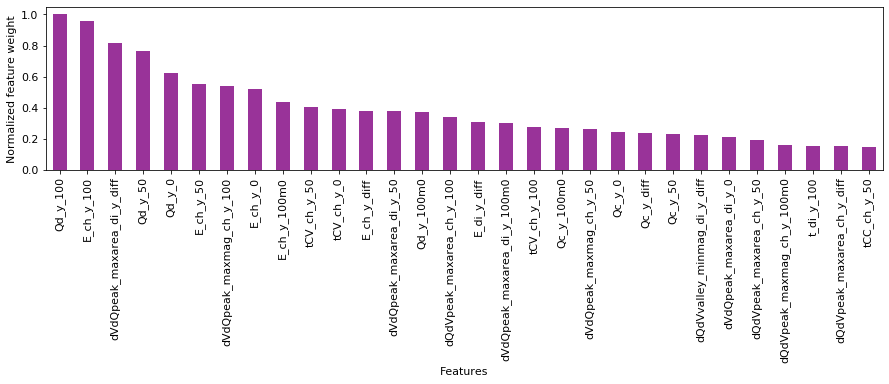 Normalized feature weight
1.0
0.8
0.6
0.4
0.2
0.0
Qd_y_100
E_ch_y_100
dVdQpeak_maxarea_di_y_diff
Qd_y_50
Qd_y_0
E_ch_y_50
dVdQpeak_maxmag_ch_y_100
E_ch_y_0
E_ch_y_100m0
tCV_ch_y_50
tCV_ch_y_0
E_ch_y_diff
dVdQpeak_maxarea_di_y_50
Qd_y_100m0
dQdVpeak_maxarea_ch_y_100
E_di_y_diff
dVdQpeak_maxarea_di_y_100m0
tCV_ch_y_100
Qc_y_100m0
dVdQpeak_maxmag_ch_y_50
Qc_y_0
Qc_y_diff
Qc_y_50
dQdVvalley_minmag_di_y_diff
dVdQpeak_maxarea_di_y_0
dQdVpeak_maxarea_ch_y_50
dQdVpeak_maxmag_ch_y_100m0
t_di_y_100
dQdVpeak_maxarea_ch_y_diff
tCC_ch_y_50
Features